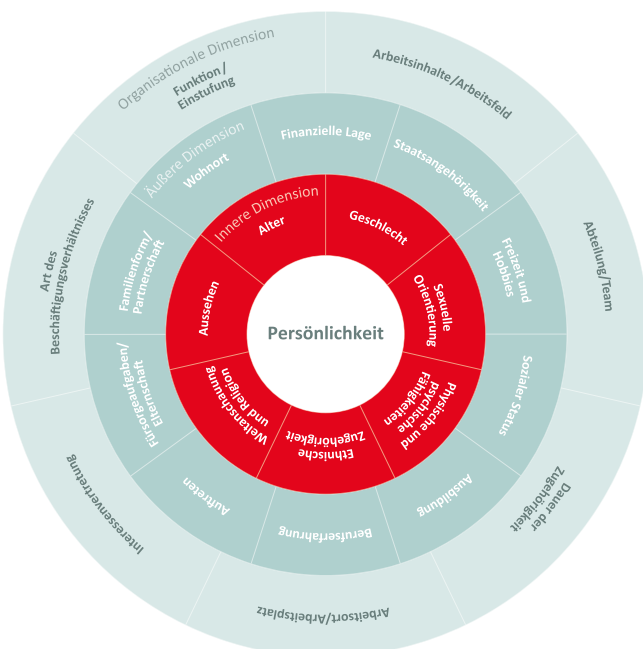 Organisationale Dimension
Funktion /
Einstufung
Arbeitsinhalte/Arbeitsfeld
Abteilung/Team
Dauer der
Zugehörigkeit
Arbeitsort/Arbeitsplatz
Interessenvertretung
Art des
Beschäftigungsverhältnisses
Äußere Dimension
Wohnort
Finanzielle Lage
Staatsangehörigkeit
Freizeit und
Hobbies
Sozialer Status
Ausbildung
Berufserfahrung
Auftreten
Fürsorgeaufgaben/
Elternschaft
Familienform/
Partnerschaft
Innere Dimension
Alter
Geschlecht
Sexuelle
Orientierung
Physische und
psychische
Fähigkeiten
Ethnische
Zugehörigkeit
Weltanschauung
und Religion
Aussehen
Persönlichkeit